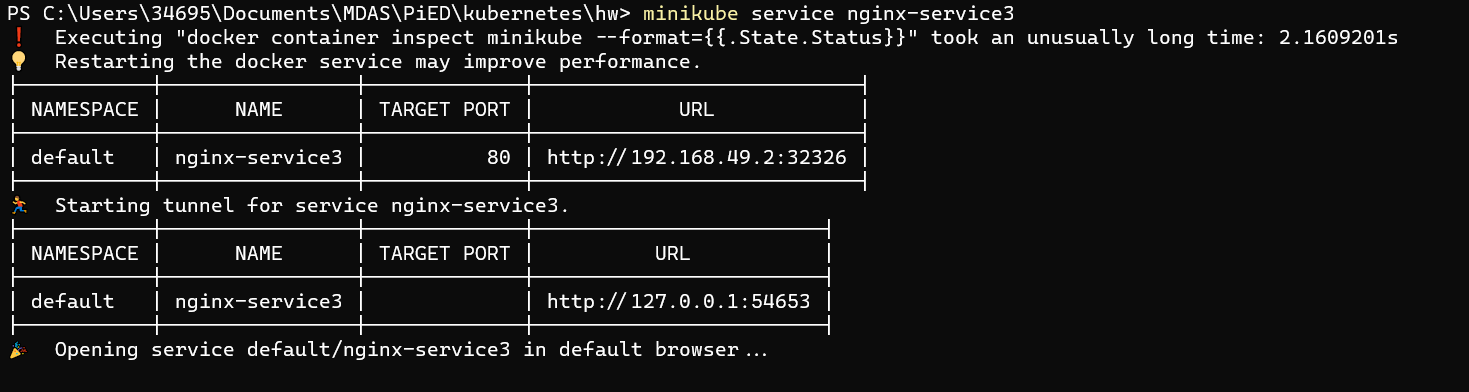 PS C:\Users\34695\Documents\MDAS\PiED\kubernetes\hw> minikube service nginx-service3
❗ Executing "docker container inspect minikube --format={{.State.Status}}" took an unusually long time: 2.1609201s
💡 Restarting the docker service may improve performance.
| NAMESPACE | NAME | TARGET PORT | URL |
| default | nginx-service3 | 80 | http://192.168.49.2:32326 |
🏃 Starting tunnel for service nginx-service3.
| NAMESPACE | NAME | TARGET PORT | URL |
| default | nginx-service3 | | http://127.0.0.1:54653 |
🎉 Opening service default/nginx-service3 in default browser...